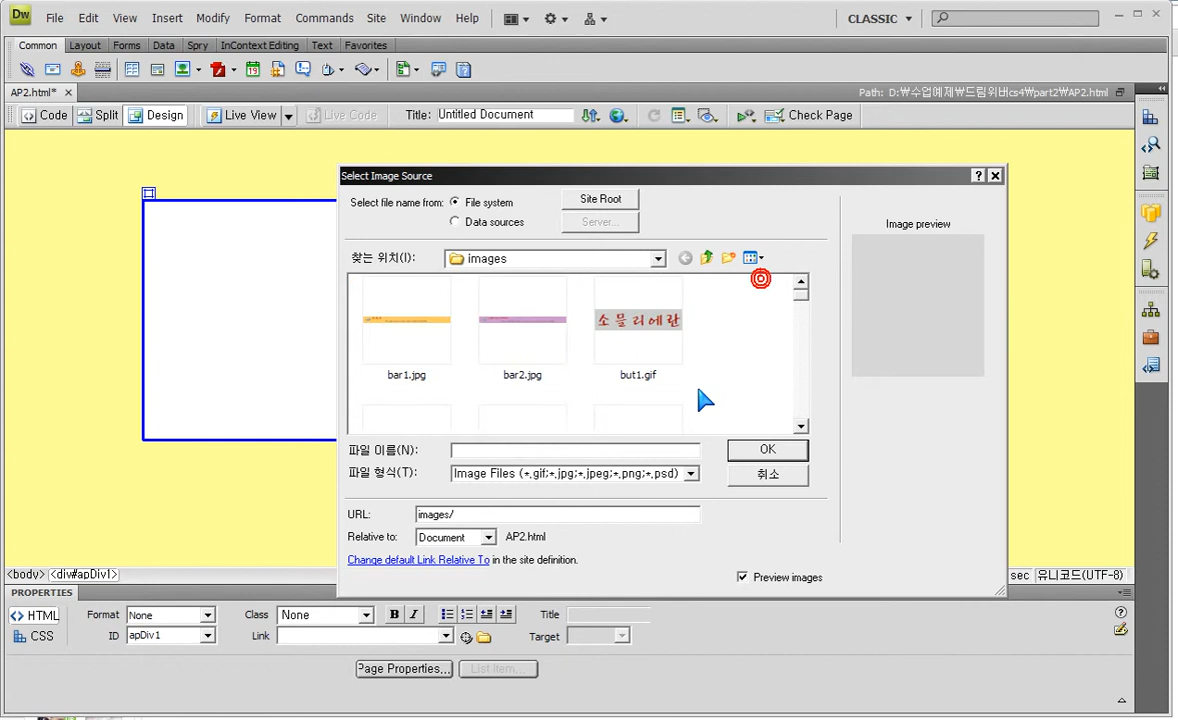 Dw File Edit View Insert Modify Format Commands Site Window Help CLASSIC
Common Layout Forms Data Spry InContext Editing Text Favorites
AP2.html* Path: D:₩수업예제₩드림위버cs4₩part2₩AP2.html
Code Split Design Live View Live Code Title: Untitled Document Check Page
Select Image Source
Select file name from: File system Site Root
Data sources Server...
Image preview
찾는 위치(I): images
소믈리에란
bar1.jpg bar2.jpg but1.gif
파일 이름(N): OK
파일 형식(T): Image Files (*.gif;*.jpg;*.jpeg;*.png;*.psd) 취소
URL: images/
Relative to: Document AP2.html
Change default Link Relative To in the site definition.
Preview images
<body> <div#apDiv1> sec 유니코드(UTF-8)
PROPERTIES
<> HTML Format None Class None B I Title
CSS ID apDiv1 Link Target
Page Properties... List Item...